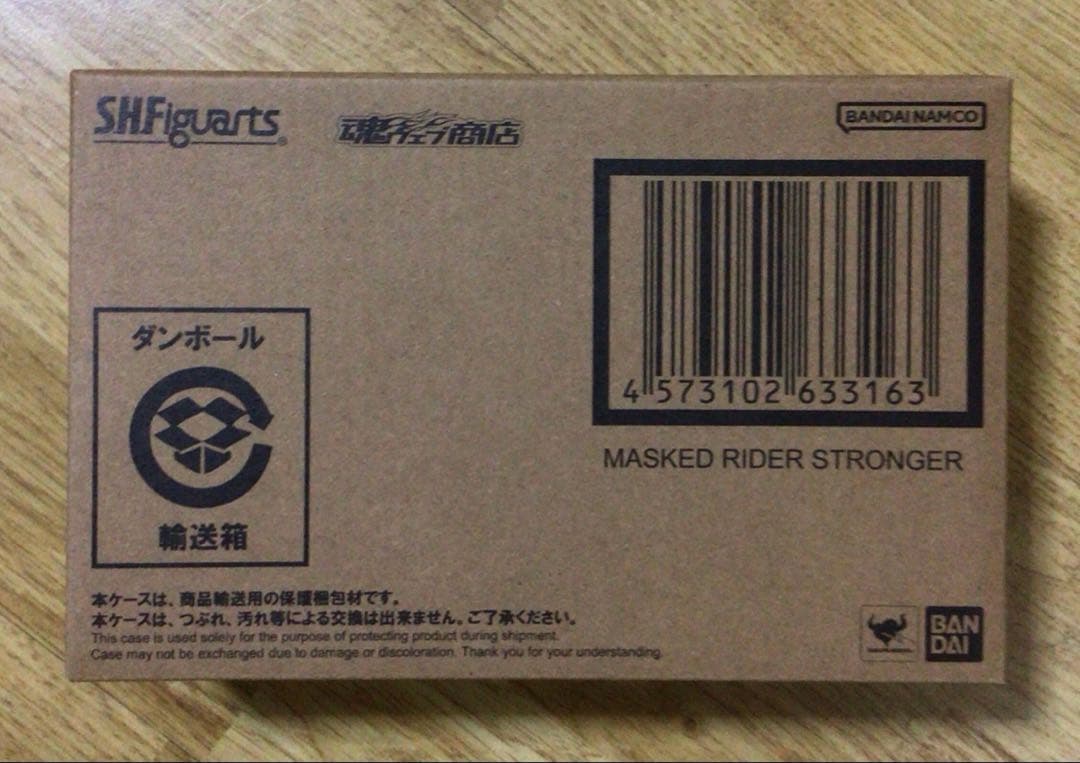 S.H.Figuarts
魂ウェブ商店
BANDAI NAMCO
4 573102 633163
MASKED RIDER STRONGER
ダンボール
輸送箱
本ケースは、商品輸送用の保護梱包材です。
本ケースは、つぶれ、汚れ等による交換は出来ません。ご了承ください。
This case is used solely for the purpose of protecting product during shipment.
Case may not be exchanged due to damage or discoloration. Thank you for your understanding.
BAN
DAI